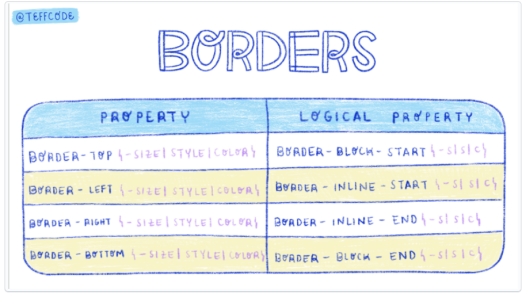 @TEFFCODE
BORDERS
PROPERTY LOGICAL PROPERTY
BORDER-TOP {-SIZE|STYLE|COLOR} BORDER-BLOCK-START {-S|S|C}
BORDER-LEFT {-SIZE|STYLE|COLOR} BORDER-INLINE-START {-S|S|C}
BORDER-RIGHT {-SIZE|STYLE|COLOR} BORDER-INLINE-END {-S|S|C}
BORDER-BOTTOM {-SIZE|STYLE|COLOR} BORDER-BLOCK-END {-S|S|C}